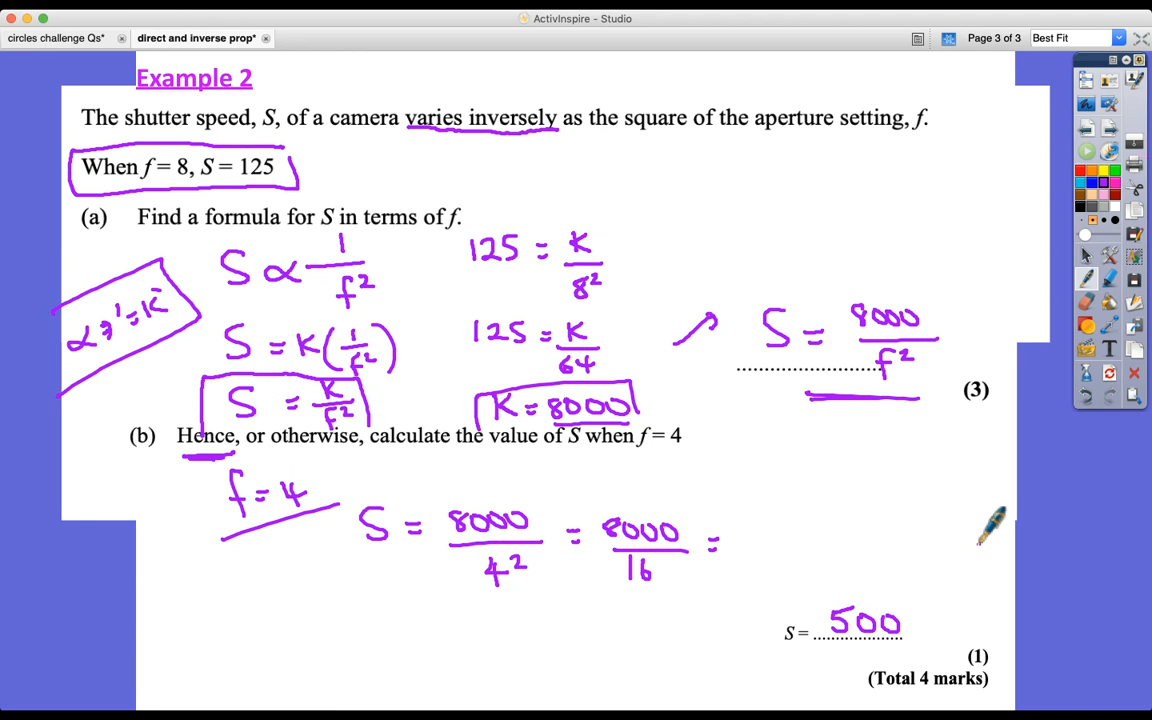 ActivInspire - Studio
circles challenge Qs*
direct and inverse prop*
Page 3 of 3
Best Fit
Example 2
The shutter speed, S, of a camera varies inversely as the square of the aperture setting, f.
When f = 8, S = 125
(a) Find a formula for S in terms of f.
S ∝ 1/f²
125 = K/8²
S = K(1/f²)
125 = K/64
S = K/f²
K = 8000
S = 8000/f²
(3)
(b) Hence, or otherwise, calculate the value of S when f = 4
f = 4
S = 8000/4² = 8000/16 =
S = 500
(1)
(Total 4 marks)